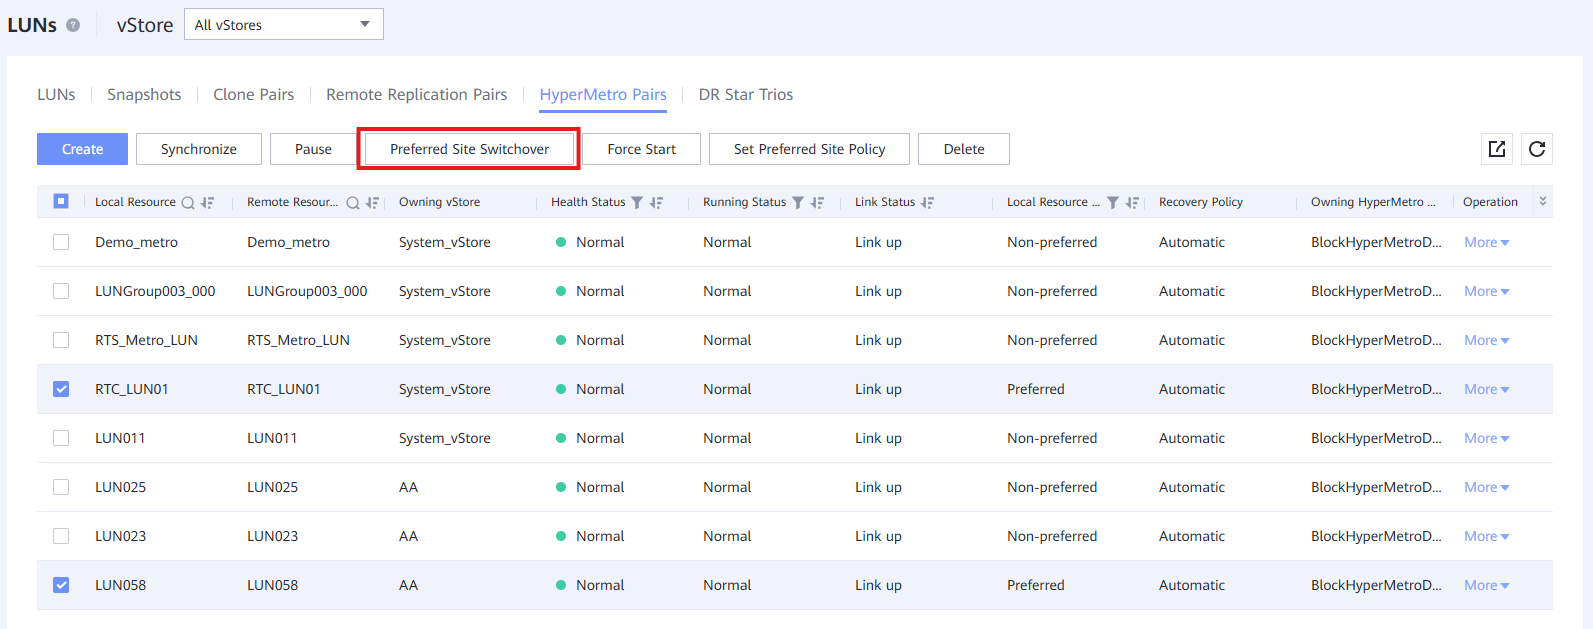 LUNs ? vStore All vStores
LUNs Snapshots Clone Pairs Remote Replication Pairs HyperMetro Pairs DR Star Trios
Create Synchronize Pause Preferred Site Switchover Force Start Set Preferred Site Policy Delete
Local Resource Remote Resour... Owning vStore Health Status Running Status Link Status Local Resource ... Recovery Policy Owning HyperMetro ... Operation
Demo_metro Demo_metro System_vStore Normal Normal Link up Non-preferred Automatic BlockHyperMetroD... More
LUNGroup003_000 LUNGroup003_000 System_vStore Normal Normal Link up Non-preferred Automatic BlockHyperMetroD... More
RTS_Metro_LUN RTS_Metro_LUN System_vStore Normal Normal Link up Non-preferred Automatic BlockHyperMetroD... More
RTC_LUN01 RTC_LUN01 System_vStore Normal Normal Link up Preferred Automatic BlockHyperMetroD... More
LUN011 LUN011 System_vStore Normal Normal Link up Non-preferred Automatic BlockHyperMetroD... More
LUN025 LUN025 AA Normal Normal Link up Non-preferred Automatic BlockHyperMetroD... More
LUN023 LUN023 AA Normal Normal Link up Non-preferred Automatic BlockHyperMetroD... More
LUN058 LUN058 AA Normal Normal Link up Preferred Automatic BlockHyperMetroD... More